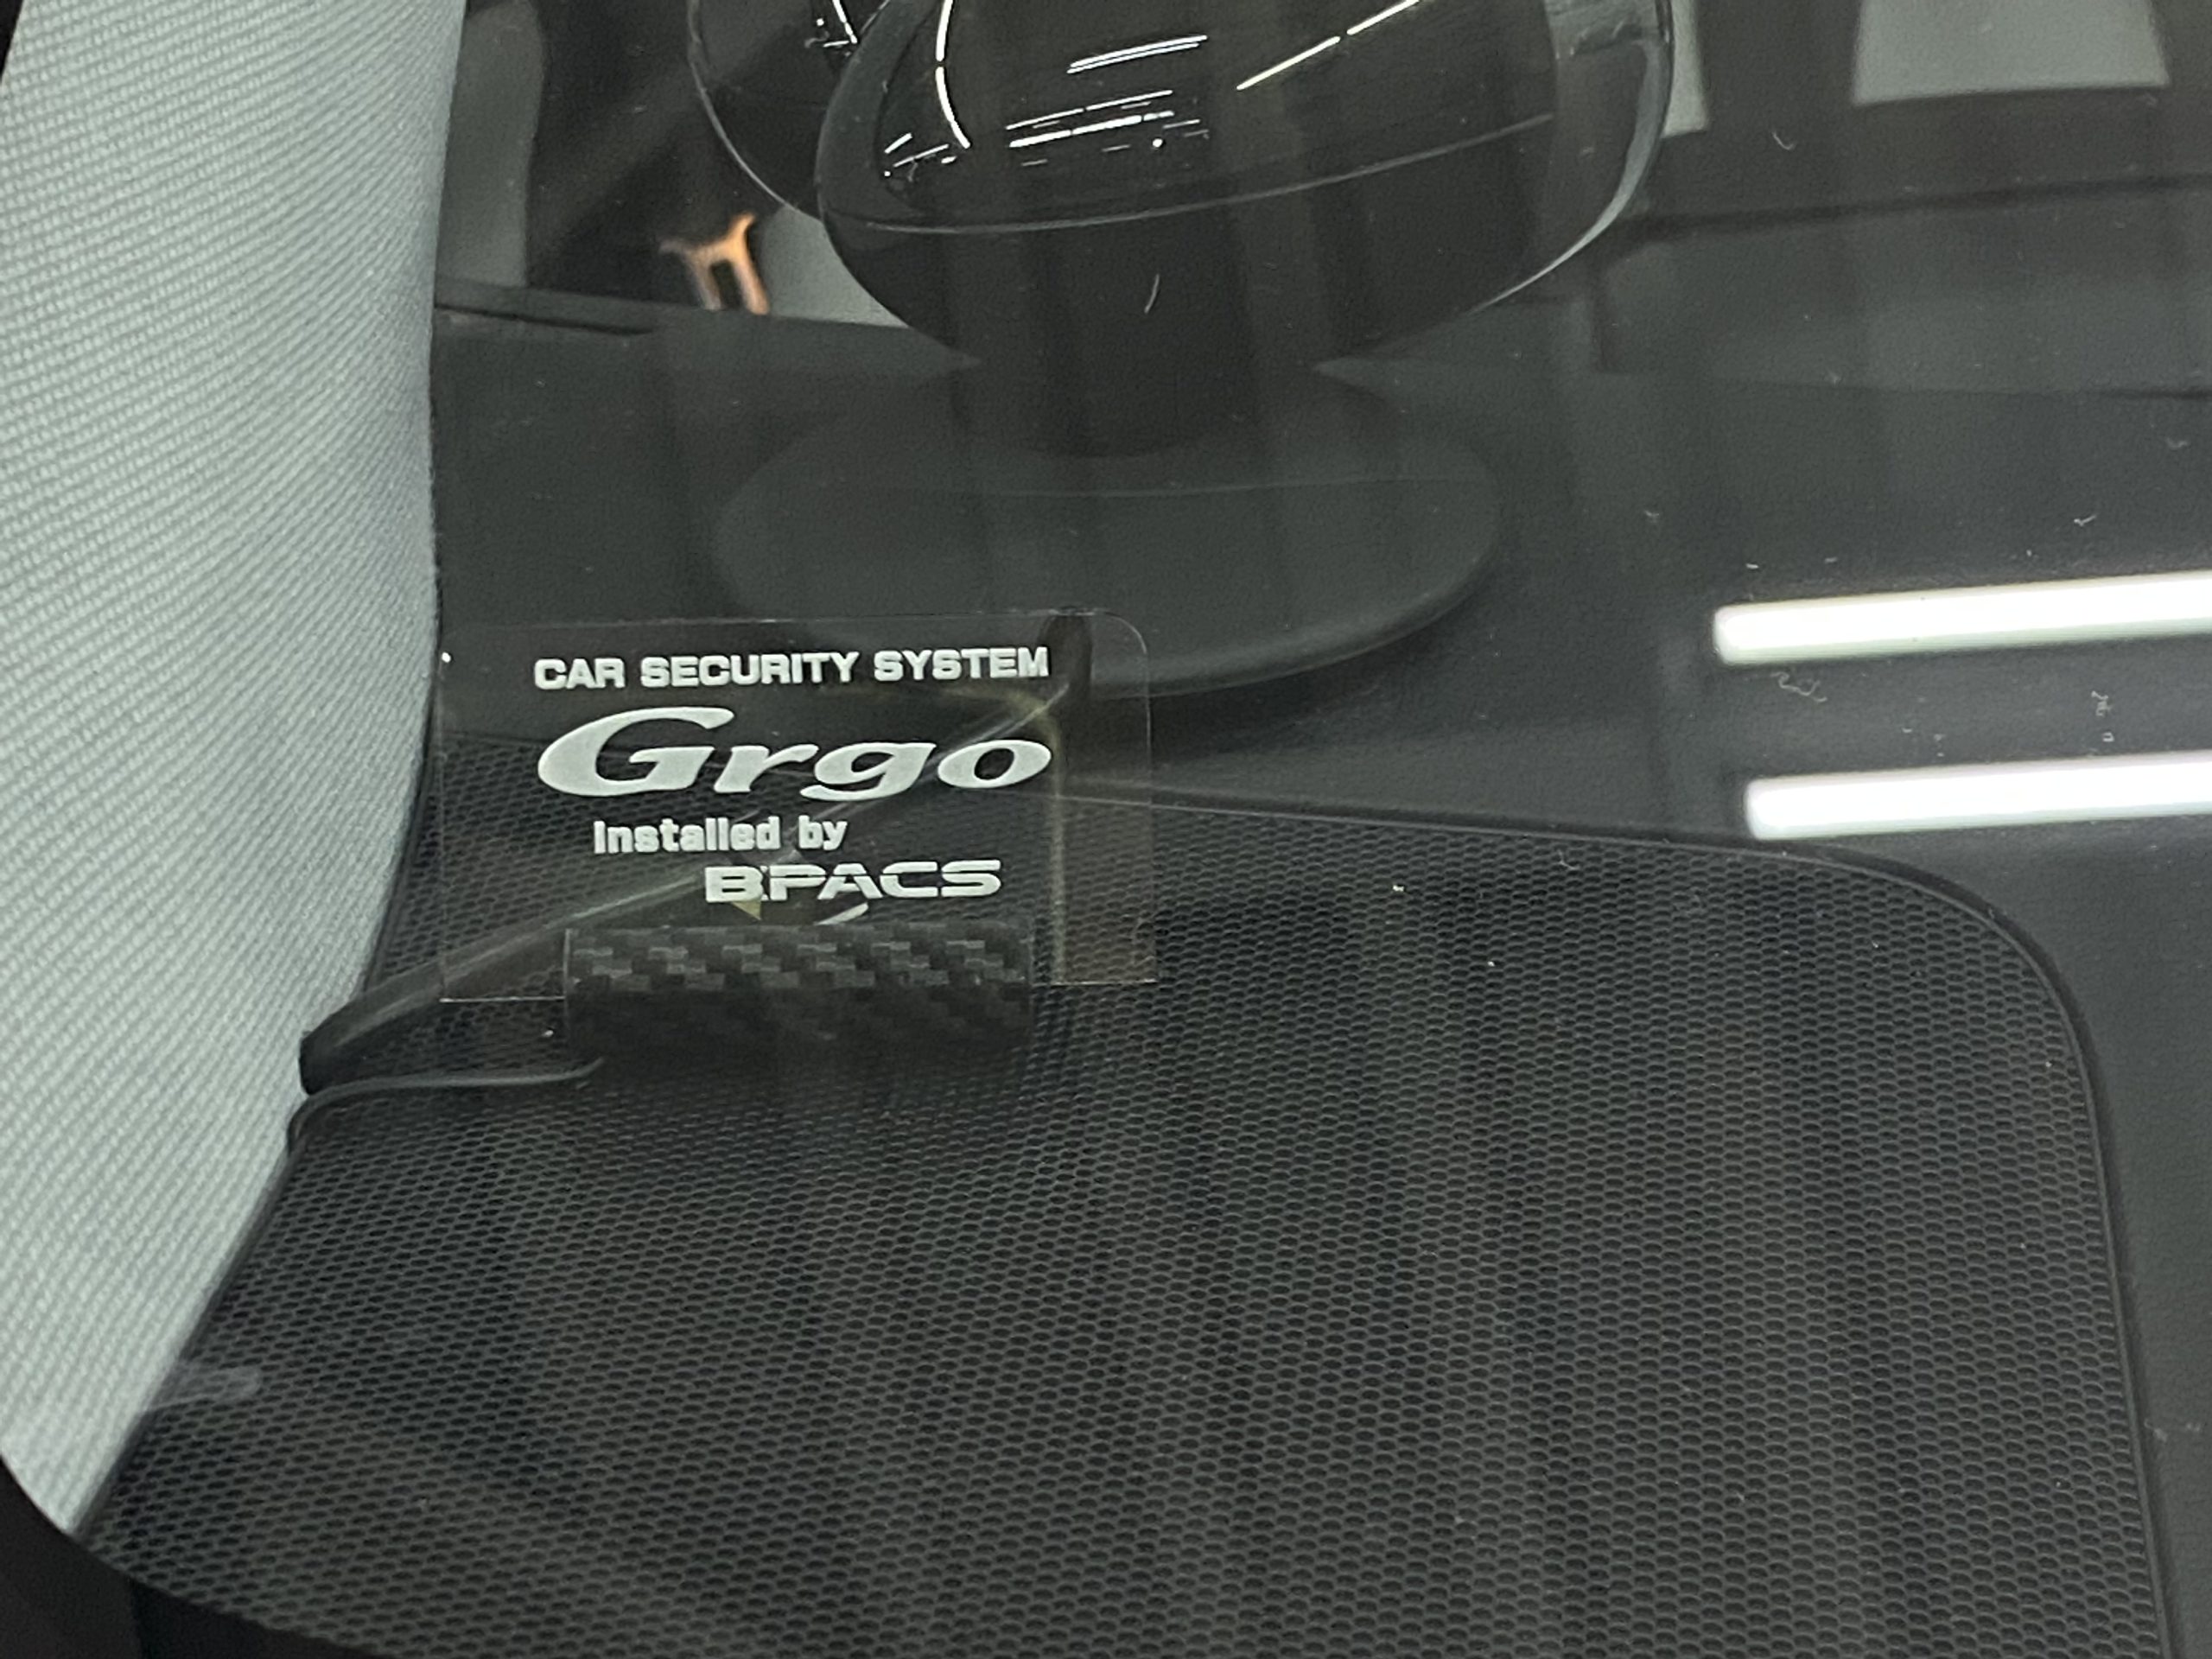 CAR SECURITY SYSTEM
Grgo
Installed by
BPACS